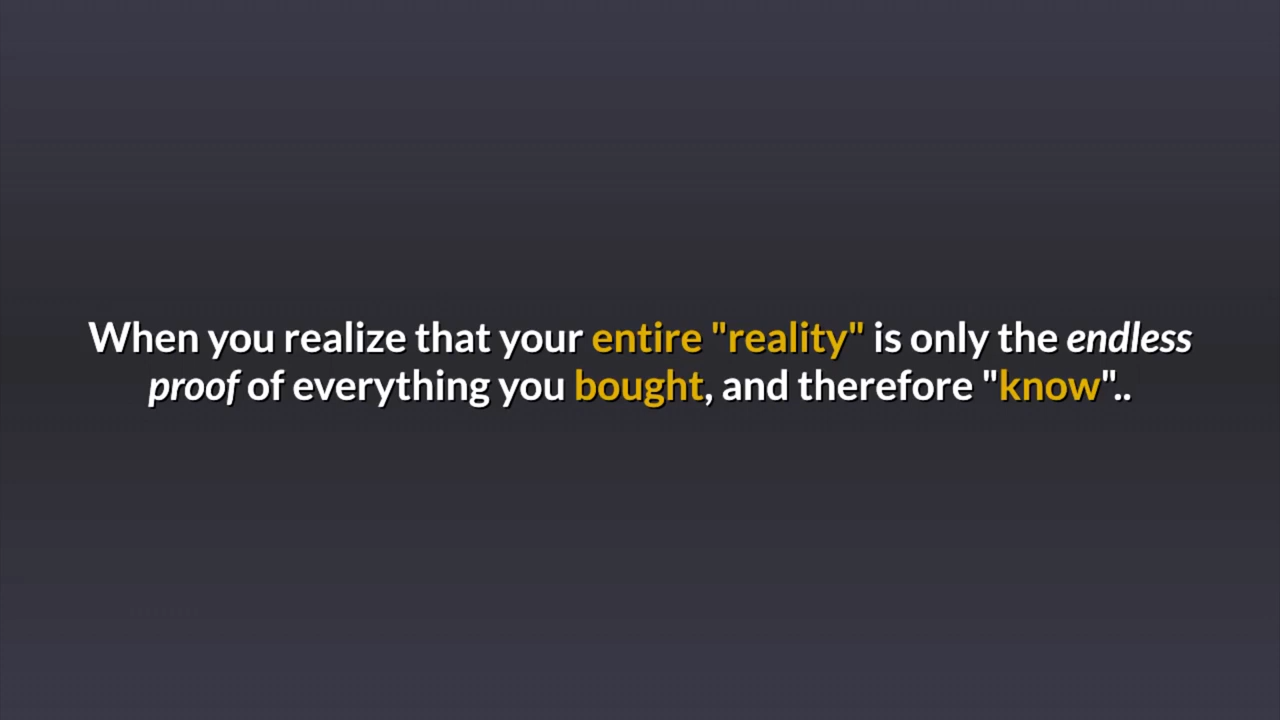 When you realize that your entire "reality" is only the endless
proof of everything you bought, and therefore "know"..